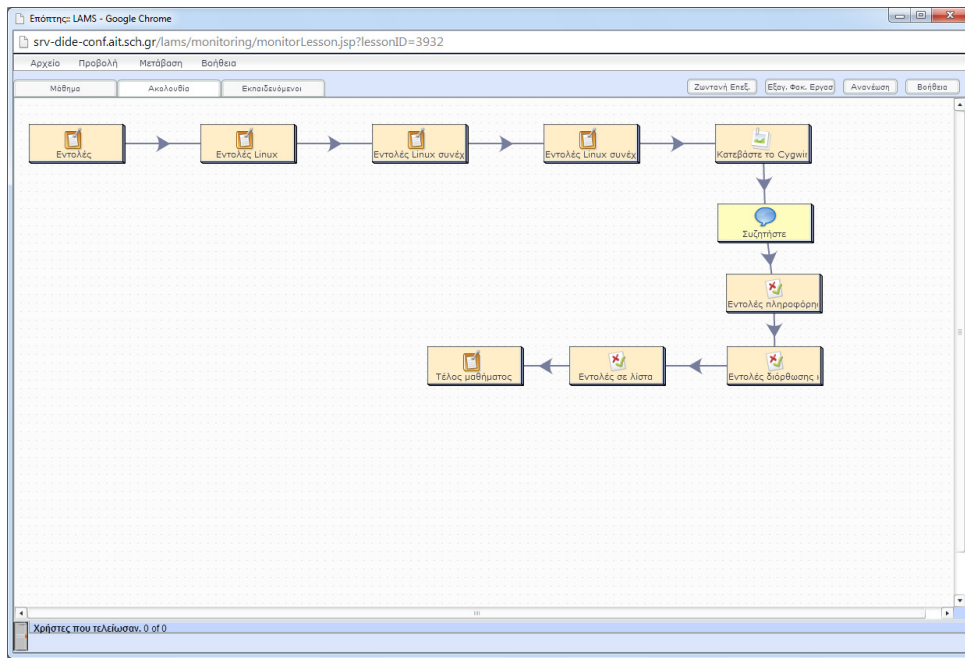 Επόπτης:: LAMS - Google Chrome
srv-dide-conf.ait.sch.gr/lams/monitoring/monitorLesson.jsp?lessonID=3932
Αρχείο Προβολή Μετάβαση Βοήθεια
Μάθημα Ακολουθία Εκπαιδευόμενοι Ζωντανή Επεξ. Εξαγ. Φακ. Εργασ Ανανέωση Βοήθεια
Εντολές Εντολές Linux Εντολές Linux συνέχ Εντολές Linux συνέχ Κατεβάστε το Cygwin
Συζητήστε
Εντολές πληροφόρη
Τέλος μαθήματος Εντολές σε λίστα Εντολές διόρθωσης
Χρήστες που τελείωσαν. 0 of 0